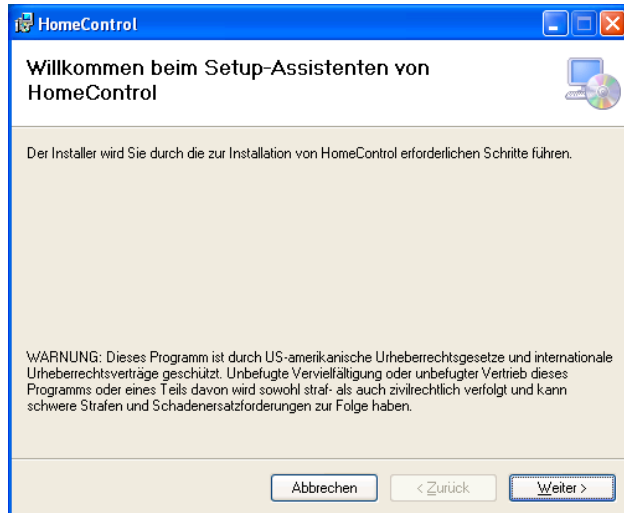 HomeControl
Willkommen beim Setup-Assistenten von
HomeControl
Der Installer wird Sie durch die zur Installation von HomeControl erforderlichen Schritte führen.
WARNUNG: Dieses Programm ist durch US-amerikanische Urheberrechtsgesetze und internationale
Urheberrechtsverträge geschützt. Unbefugte Vervielfältigung oder unbefugter Vertrieb dieses
Programms oder eines Teils davon wird sowohl straf- als auch zivilrechtlich verfolgt und kann
schwere Strafen und Schadenersatzforderungen zur Folge haben.
Abbrechen < Zurück Weiter >